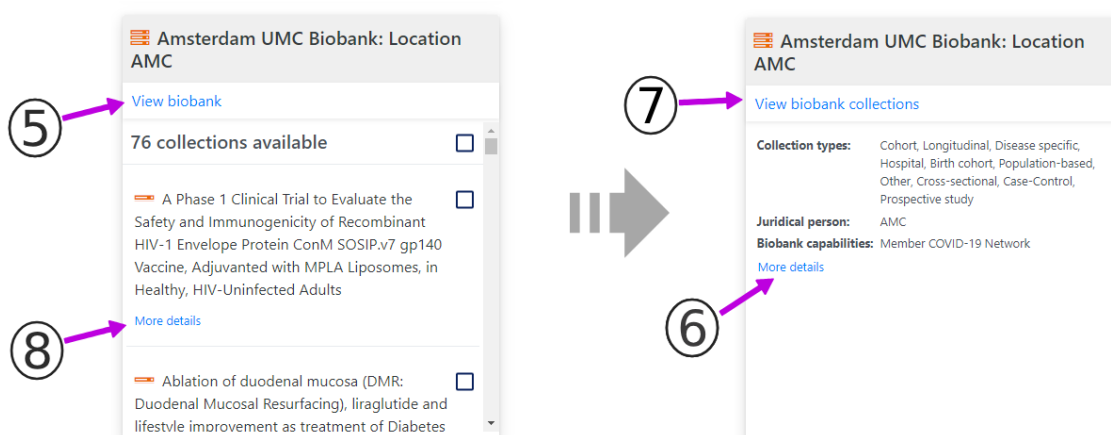 Amsterdam UMC Biobank: Location
AMC
5
View biobank
76 collections available
A Phase 1 Clinical Trial to Evaluate the
Safety and Immunogenicity of Recombinant
HIV-1 Envelope Protein ConM SOSIP.v7 gp140
Vaccine, Adjuvanted with MPLA Liposomes, in
Healthy, HIV-Uninfected Adults
8
More details
Ablation of duodenal mucosa (DMR:
Duodenal Mucosal Resurfacing), liraglutide and
lifestyle improvement as treatment of Diabetes
Amsterdam UMC Biobank: Location
AMC
7
View biobank collections
Collection types: Cohort, Longitudinal, Disease specific,
Hospital, Birth cohort, Population-based,
Other, Cross-sectional, Case-Control,
Prospective study
Juridical person: AMC
Biobank capabilities: Member COVID-19 Network
More details
6